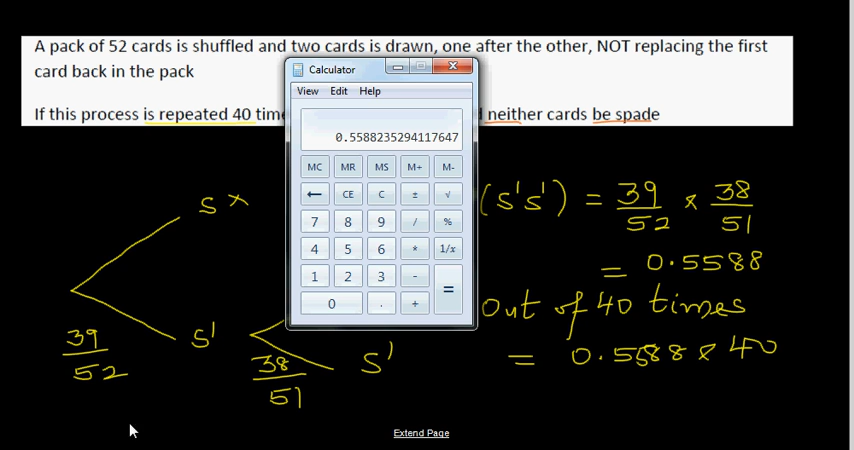 A pack of 52 cards is shuffled and two cards is drawn, one after the other, NOT replacing the first
card back in the pack
If this process is repeated 40 time
neither cards be spade
Calculator
View Edit Help
0.5588235294117647
MC MR MS M+ M-
← CE C ± √
7 8 9 / %
4 5 6 * 1/x
1 2 3 - =
0 . +
S ×
(S'S') = 39/52 × 38/51
= 0.5588
out of 40 times
= 0.5588 × 40
39/52 S' 38/51 S'
Extend Page